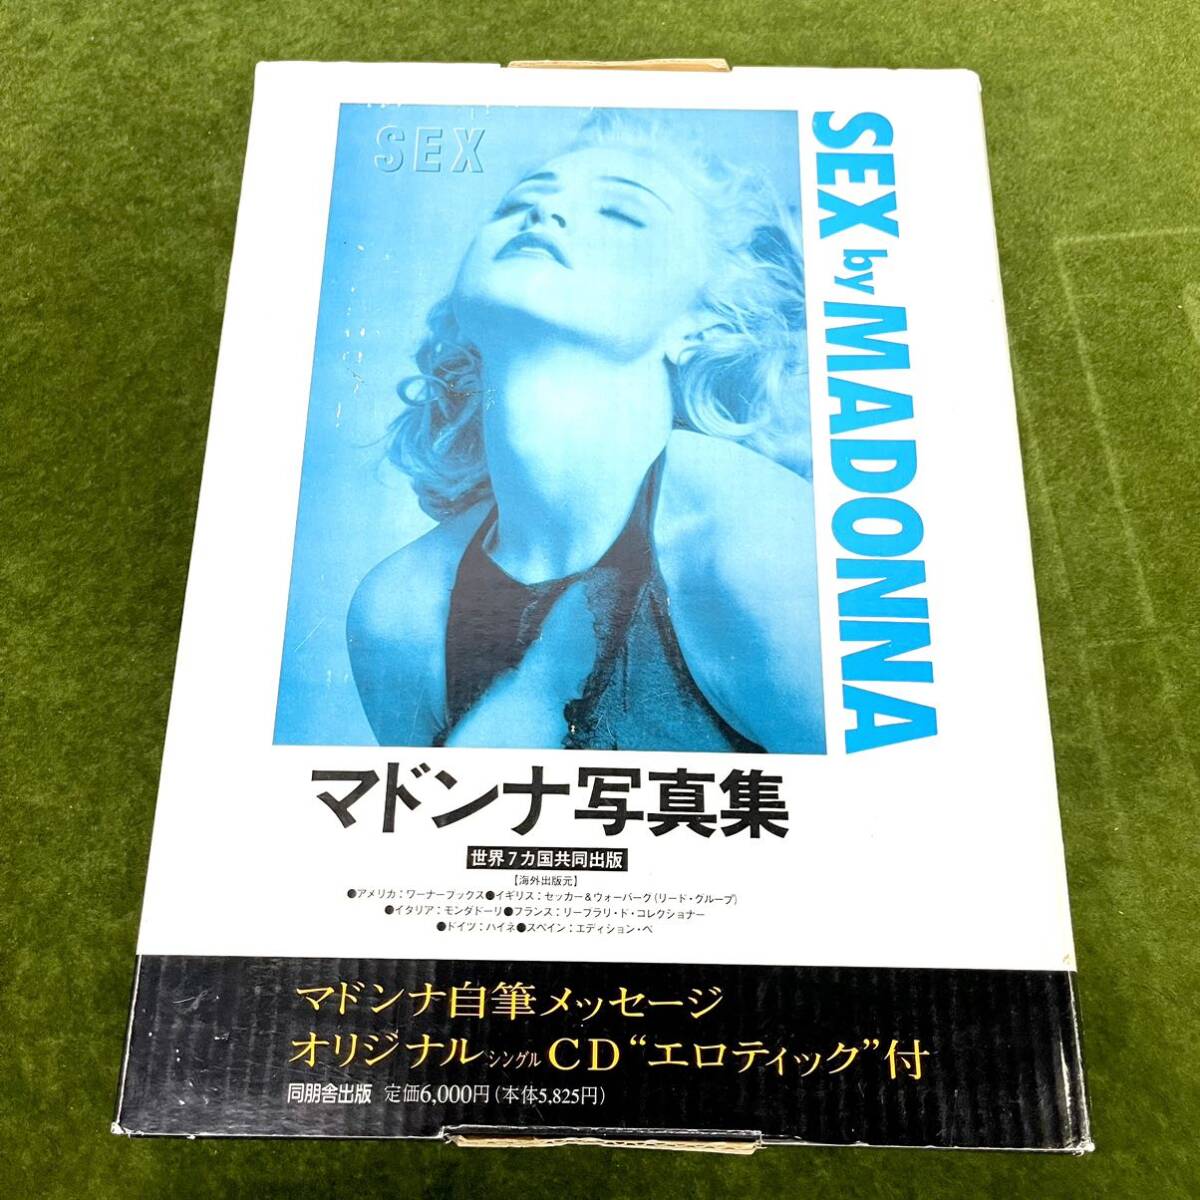 SEX
SEX by MADONNA
マドンナ写真集
世界7カ国共同出版
【海外出版元】
●アメリカ:ワーナーブックス●イギリス:セッカー&ウォーバーグ(リード・グループ)
●イタリア:モンダドーリ●フランス:リーブラリ・ド・コレクショナー
●ドイツ:ハイネ●スペイン:エディション・ベ
マドンナ自筆メッセージ
オリジナルシングルCD“エロティック”付
同朋舎出版 定価6,000円(本体5,825円)